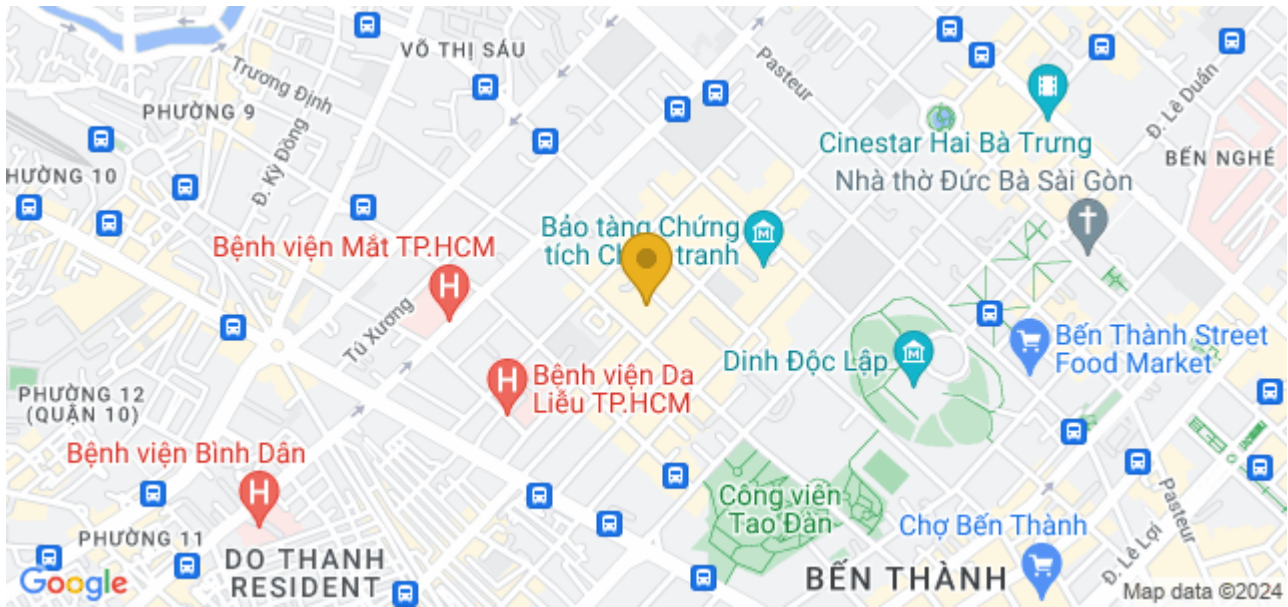 VÕ THỊ SÁU
Trương Định
Pasteur
PHƯỜNG 9
Đ. Kỳ Đồng
Đ. Lê Duẩn
Cinestar Hai Bà Trưng
BẾN NGHÉ
HƯỜNG 10
Nhà thờ Đức Bà Sài Gòn
Bảo tàng Chứng
tích Ch tranh
Bệnh viện Mắt TP.HCM
Tú Xương
Bến Thành Street
Food Market
Dinh Độc Lập
Bệnh viện Da
Liễu TP.HCM
PHƯỜNG 12
(QUẬN 10)
Bệnh viện Bình Dân
Công viên
Tao Đàn
Pasteur
Chợ Bến Thành
PHƯỜNG 11
Đ. Lê Lợi
DO THANH
RESIDENT
BẾN THÀNH
Google
Map data ©2024